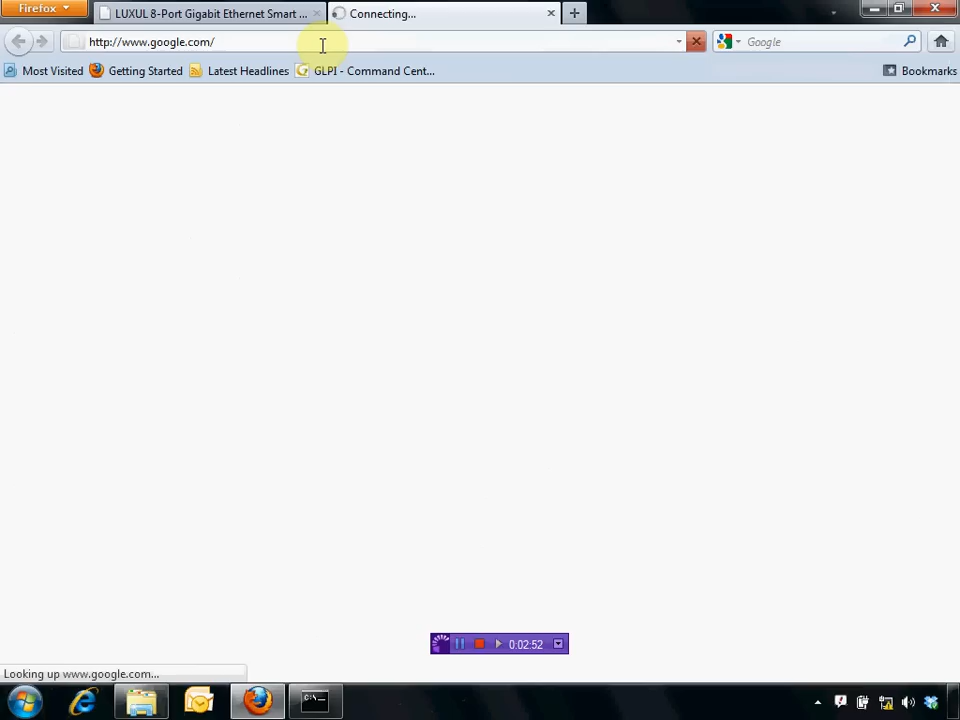 Firefox
LUXUL 8-Port Gigabit Ethernet Smart ...
Connecting...
http://www.google.com/
Google
Most Visited
Getting Started
Latest Headlines
GLPI - Command Cent...
Bookmarks
0:02:52
Looking up www.google.com...